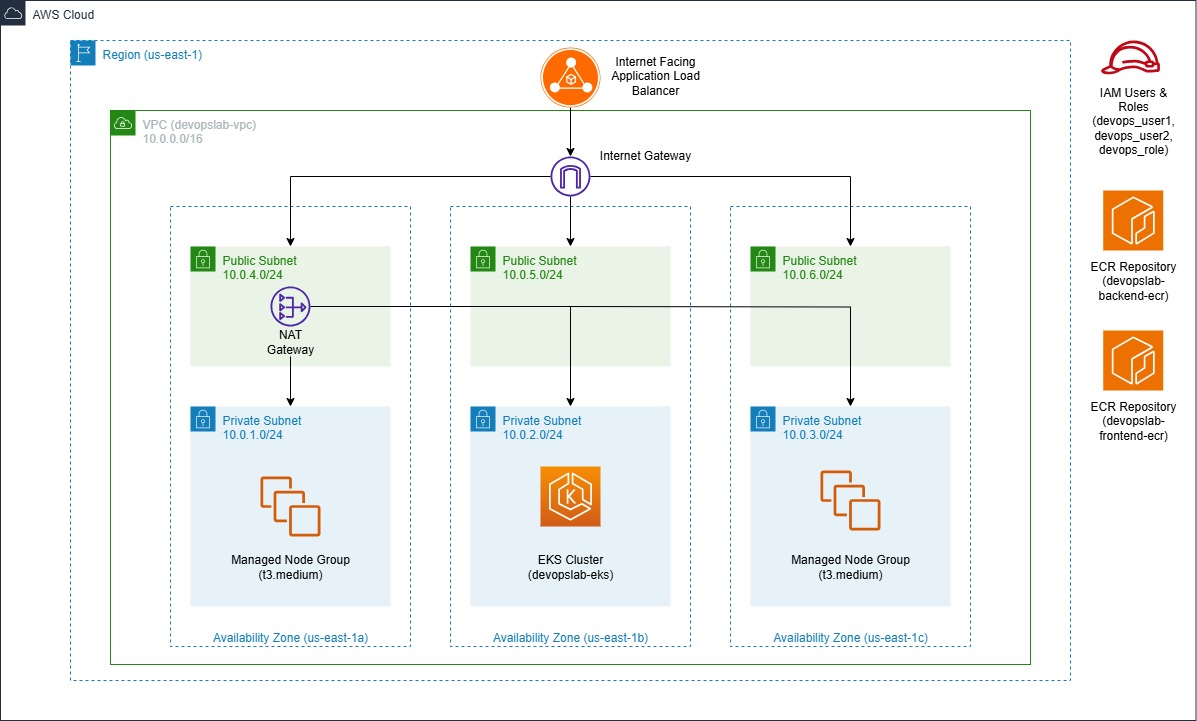 AWS Cloud
Region (us-east-1)
Internet Facing
Application Load
Balancer
IAM Users &
Roles
(devops_user1,
devops_user2,
devops_role)
VPC (devopslab-vpc)
10.0.0.0/16
Internet Gateway
Public Subnet
10.0.4.0/24
Public Subnet
10.0.5.0/24
Public Subnet
10.0.6.0/24
ECR Repository
(devopslab-
backend-ecr)
NAT
Gateway
Private Subnet
10.0.1.0/24
Private Subnet
10.0.2.0/24
Private Subnet
10.0.3.0/24
ECR Repository
(devopslab-
frontend-ecr)
K
Managed Node Group
(t3.medium)
EKS Cluster
(devopslab-eks)
Managed Node Group
(t3.medium)
Availability Zone (us-east-1a)
Availability Zone (us-east-1b)
Availability Zone (us-east-1c)